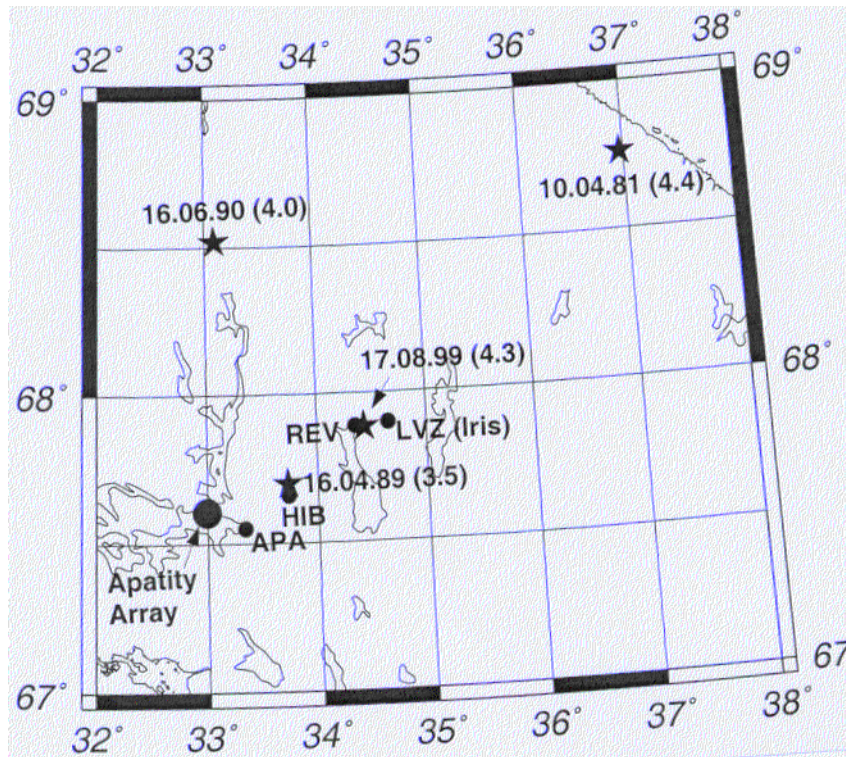 32° 33° 34° 35° 36° 37° 38°
69° 69°
10.04.81 (4.4)
16.06.90 (4.0)
17.08.99 (4.3)
68° 68°
REV LVZ (Iris)
16.04.89 (3.5)
HIB
APA
Apatity
Array
67° 67
32° 33° 34° 35° 36° 37° 38°